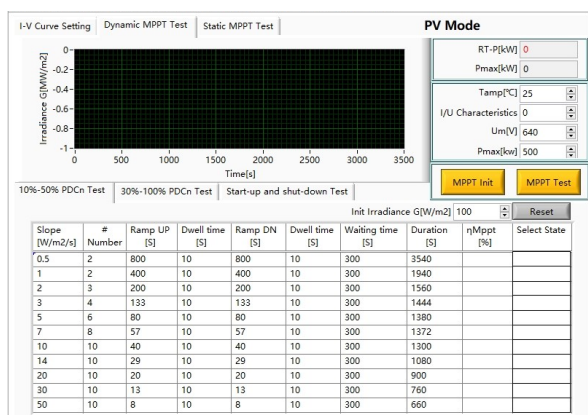 I-V Curve Setting Dynamic MPPT Test Static MPPT Test PV Mode
Irradiance G[MW/m2]
0
-0.2
-0.4
-0.6
-0.8
-1
0 500 1000 1500 2000 2500 3000 3500
Time[s]
RT-P[kW] 0
Pmax[kW] 0
Tamp[℃] 25
I/U Characteristics 0
Um[V] 640
Pmax[kw] 500
MPPT Init MPPT Test
10%-50% PDCn Test 30%-100% PDCn Test Start-up and shut-down Test
Init Irradiance G[W/m2] 100 Reset
Slope # Ramp UP Dwell time Ramp DN Dwell time Waiting time Duration ηMppt Select State
[W/m2/s] Number [S] [S] [S] [S] [S] [S] [%]
0.5 2 800 10 800 10 300 3540
1 2 400 10 400 10 300 1940
2 3 200 10 200 10 300 1560
3 4 133 10 133 10 300 1444
5 6 80 10 80 10 300 1380
7 8 57 10 57 10 300 1372
10 10 40 10 40 10 300 1300
14 10 29 10 29 10 300 1080
20 10 20 10 20 10 300 900
30 10 13 10 13 10 300 760
50 10 8 10 8 10 300 660